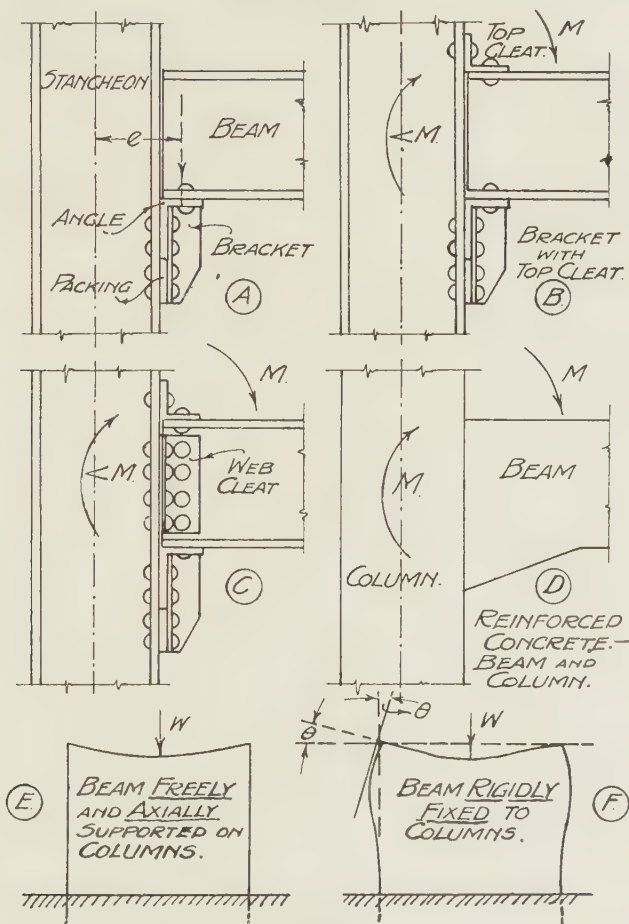 STANCHEON
e
BEAM
ANGLE
BRACKET
PACKING
A
TOP
CLEAT.
M
<M.
BRACKET
WITH
TOP CLEAT.
B.
M.
<M.
WEB
CLEAT
C
M
M.
BEAM
COLUMN.
D
REINFORCED
CONCRETE.—
BEAM AND
COLUMN.
E.
W
BEAM FREELY
AND AXIALLY
SUPPORTED ON
COLUMNS.
θ
θ
W
BEAM RIGIDLY
FIXED TO
COLUMNS.
F.